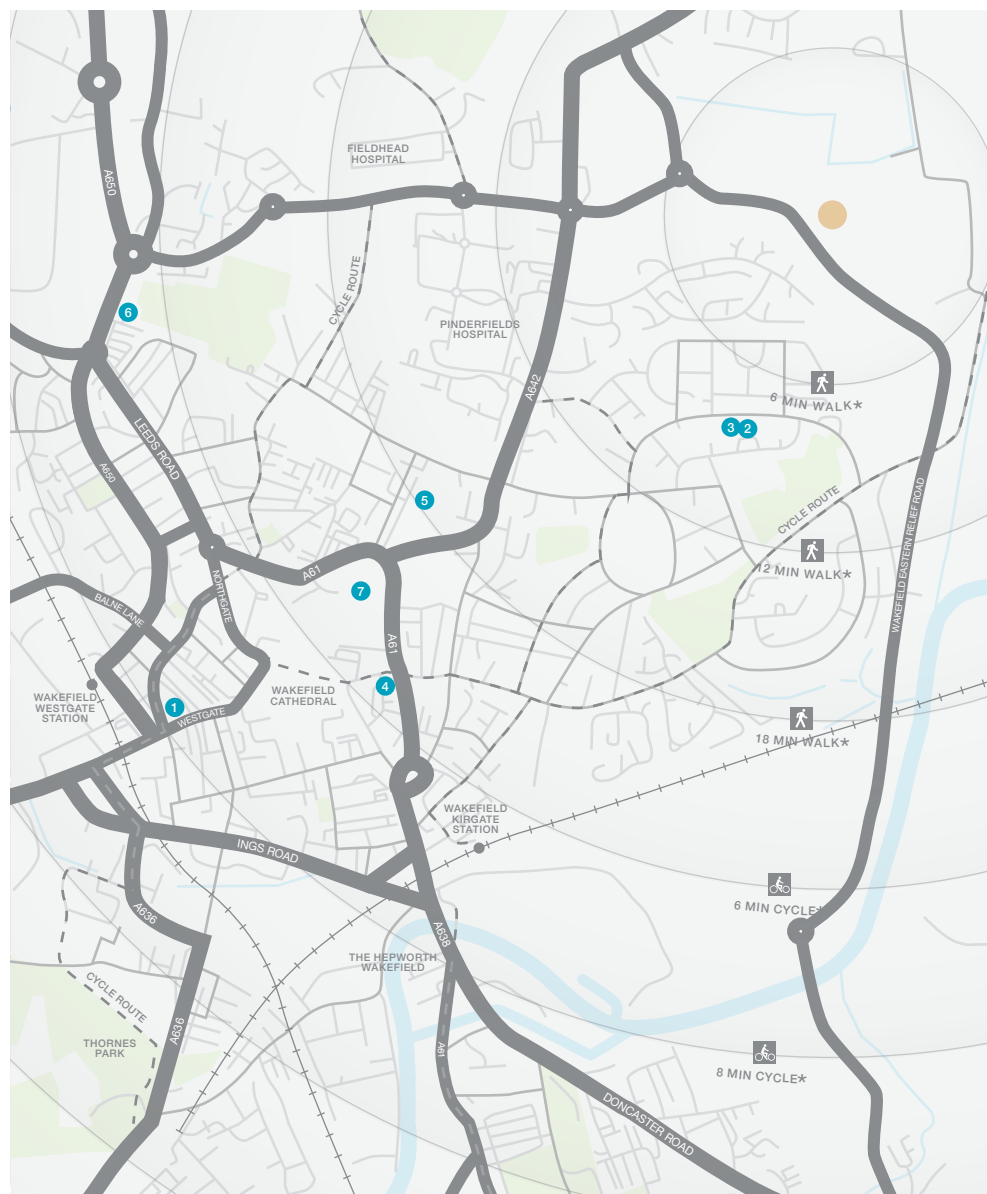 FIELDHEAD
HOSPITAL
A650
CYCLE ROUTE
6
PINDERFIELDS
HOSPITAL
A642
6 MIN WALK*
3
2
LEEDS ROAD
A650
5
CYCLE ROUTE
WAKEFIELD EASTERN RELIEF ROAD
12 MIN WALK*
A61
NORTHGATE
7
BALNE LANE
A61
4
WAKEFIELD
CATHEDRAL
WAKEFIELD
WESTGATE
STATION
1
WESTGATE
18 MIN WALK*
WAKEFIELD
KIRGATE
STATION
INGS ROAD
6 MIN CYCLE*
A636
A638
THE HEPWORTH
WAKEFIELD
CYCLE ROUTE
THORNES
PARK
A636
A61
8 MIN CYCLE*
DONCASTER ROAD